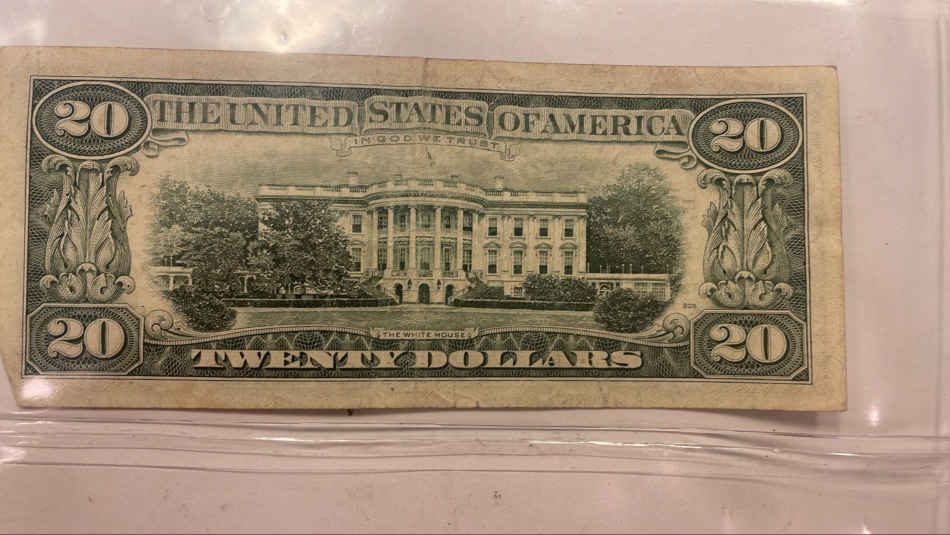 20 THE UNITED STATES OF AMERICA 20
IN GOD WE TRUST
THE WHITE HOUSE
20 TWENTY DOLLARS 20